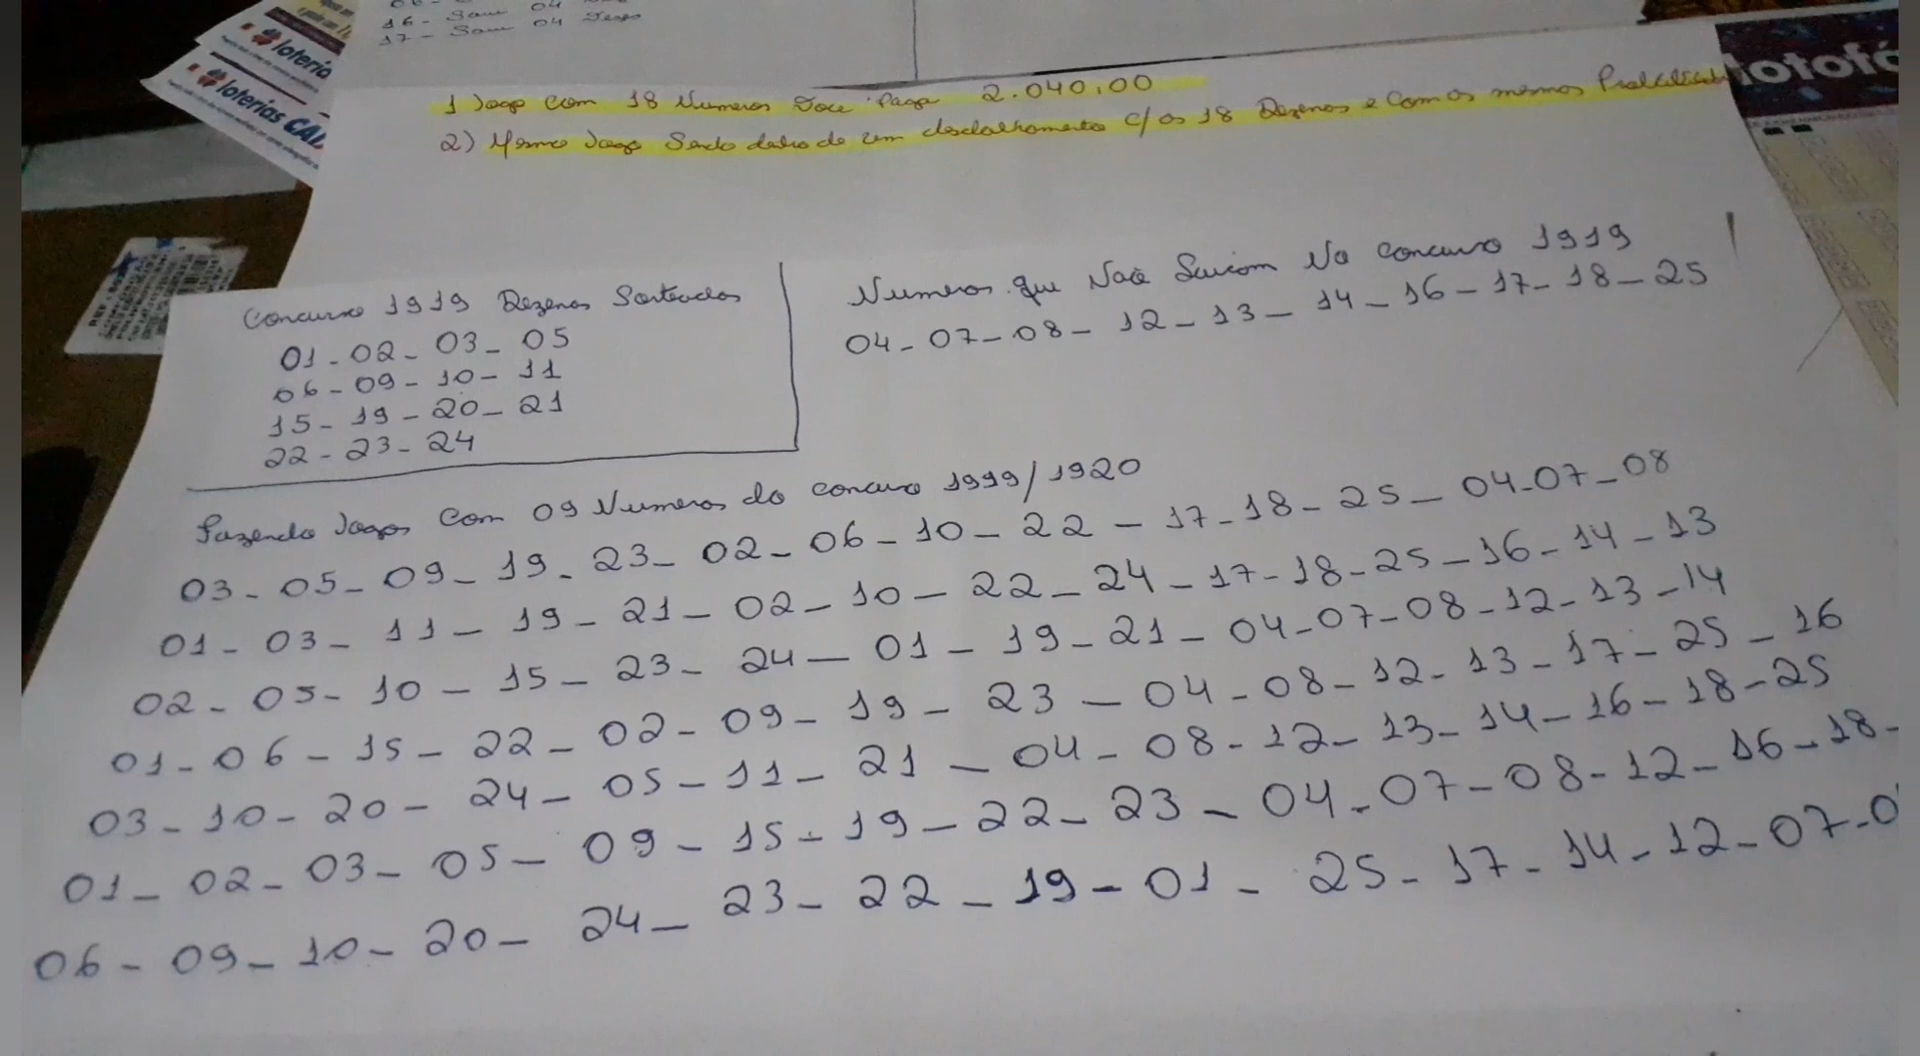 16 - Saiu 04
17 - Saiu 04 Vezes
loteria
loterias CAI
lotofá
1 Jogo com 18 Numeros Voce Paga 2.040,00
2) Mesmo Jogo Sendo dentro de um desdobramento c/ os 18 Dezenas e Com as mesmas
Concurso 1919 Dezenas Sorteadas
01 - 02 - 03 - 05
06 - 09 - 10 - 11
15 - 19 - 20 - 21
22 - 23 - 24
Numeros que Não Sairam No concurso 1919
04 - 07 - 08 - 12 - 13 - 14 - 16 - 17 - 18 - 25
Fazendo Jogos Com 09 Numeros do concurso 1999/1920
03 - 05 - 09 - 19 - 23 - 02 - 06 - 10 - 22 - 17 - 18 - 25 - 04 - 07 - 08
01 - 03 - 11 - 19 - 21 - 02 - 10 - 22 - 24 - 17 - 18 - 25 - 16 - 14 - 13
02 - 05 - 10 - 15 - 23 - 24 - 01 - 19 - 21 - 04 - 07 - 08 - 12 - 13 - 14
01 - 06 - 15 - 22 - 02 - 09 - 19 - 23 - 04 - 08 - 12 - 13 - 17 - 25 - 16
03 - 10 - 20 - 24 - 05 - 11 - 21 - 04 - 08 - 12 - 13 - 14 - 16 - 18 - 25
01 - 02 - 03 - 05 - 09 - 15 - 19 - 22 - 23 - 04 - 07 - 08 - 12 - 16 - 18 -
06 - 09 - 10 - 20 - 24 - 23 - 22 - 19 - 01 - 25 - 17 - 14 - 12 - 07 - 0